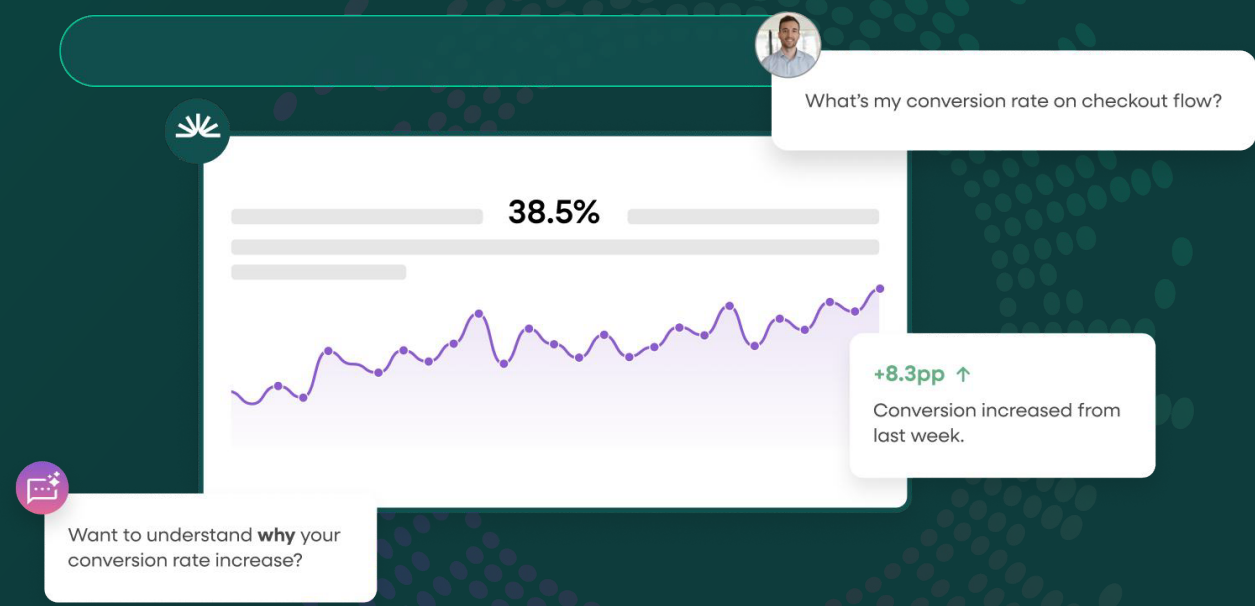 What’s my conversion rate on checkout flow?
38.5%
+8.3pp ↑
Conversion increased from
last week.
Want to understand why your
conversion rate increase?